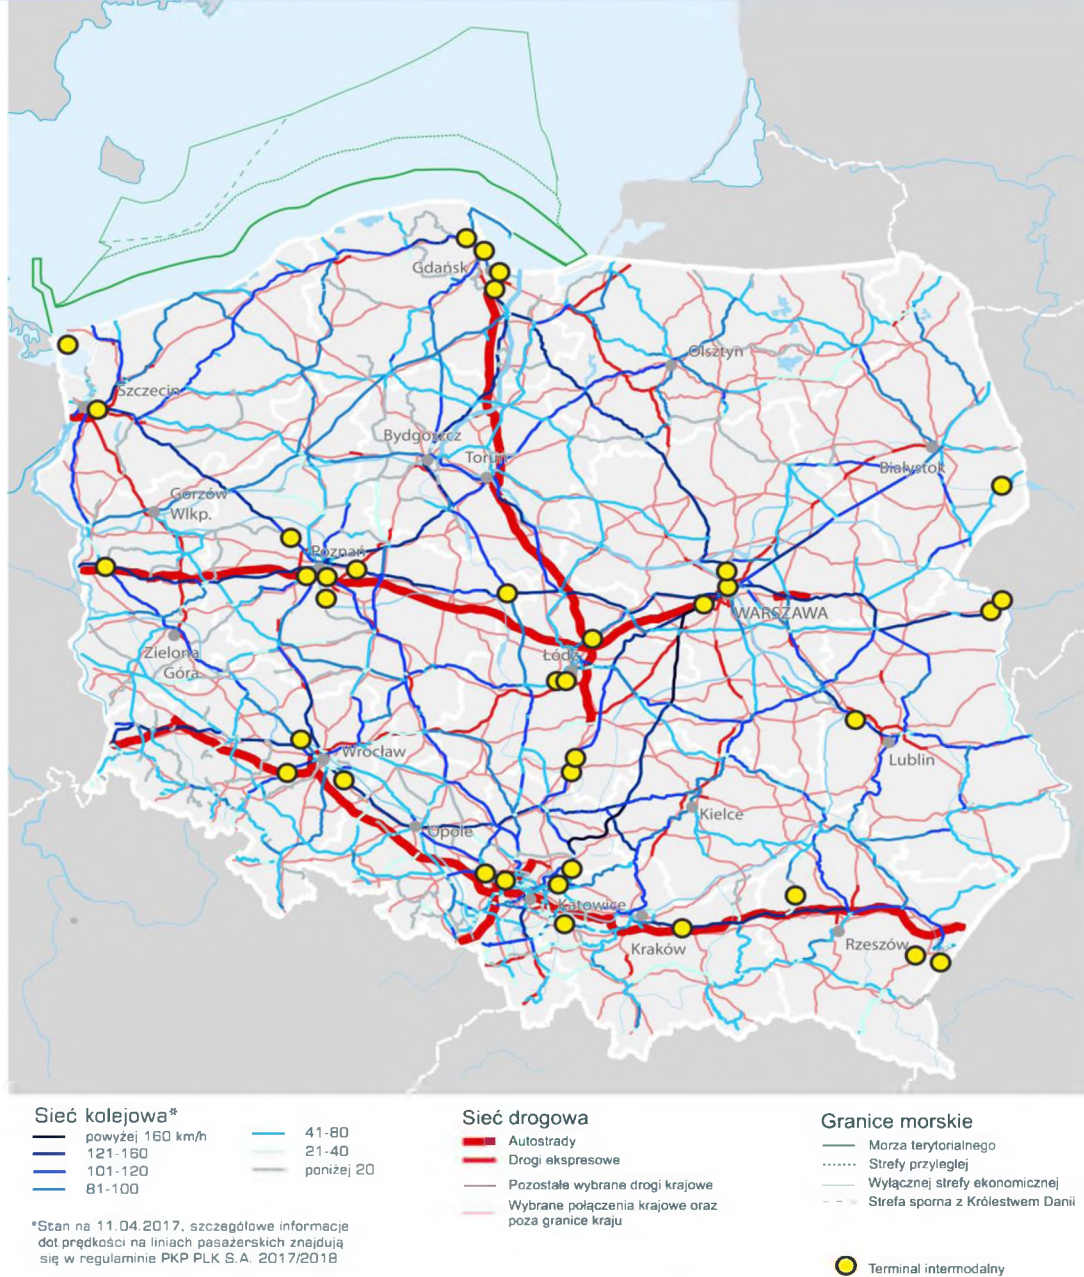 Gdańsk
Olsztyn
Szczecin
Bydgoszcz
Toruń
Białystok
Gorzów
Wlkp.
Poznań
WARSZAWA
Zielona
Góra
Łódź
Wrocław
Lublin
Kielce
Opole
Katowice
Kraków
Rzeszów
Sieć kolejowa*
powyżej 160 km/h
121-160
101-120
81-100
41-80
21-40
poniżej 20
*Stan na 11.04.2017, szczegółowe informacje
dot.prędkości na liniach pasażerskich znajdują
się w regulaminie PKP PLK S.A. 2017/2018
Sieć drogowa
Autostrady
Drogi ekspresowe
Pozostałe wybrane drogi krajowe
Wybrane połączenia krajowe oraz
poza granice kraju
Granice morskie
Morza terytorialnego
Strefy przyległej
Wyłącznej strefy ekonomicznej
Strefa sporna z Królestwem Danii
Terminal intermodalny